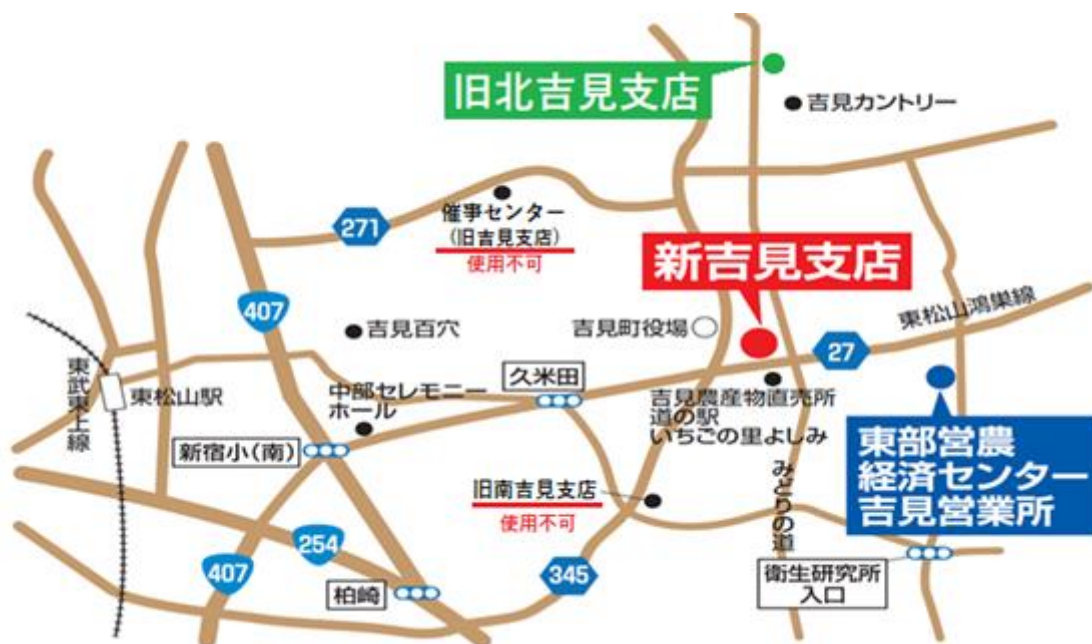 旧北吉見支店
吉見カントリー
271
催事センター
(旧吉見支店)
使用不可
新吉見支店
407
東松山鴻巣線
吉見百穴
吉見町役場
27
東武東上線
東松山駅
中部セレモニー
ホール
久米田
吉見農産物直売所
道の駅
いちごの里よしみ
新宿小(南)
東部営農
経済センター
吉見営業所
旧南吉見支店
使用不可
みどりの道
254
407
柏崎
345
衛生研究所
入口